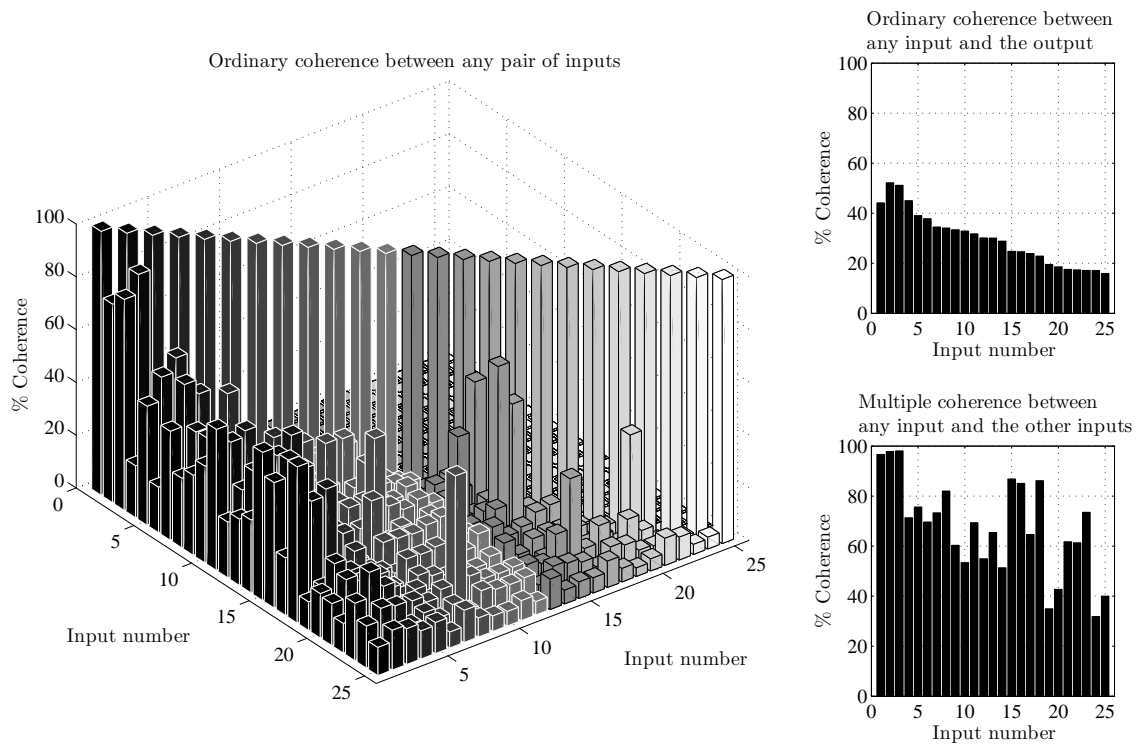 Ordinary coherence between any pair of inputs
% Coherence
100
80
60
40
20
0
0
5
10
15
20
25
Input number
5
10
15
20
25
Input number
Ordinary coherence between
any input and the output
% Coherence
100
80
60
40
20
0
0 5 10 15 20 25
Input number
Multiple coherence between
any input and the other inputs
% Coherence
100
80
60
40
20
0
0 5 10 15 20 25
Input number